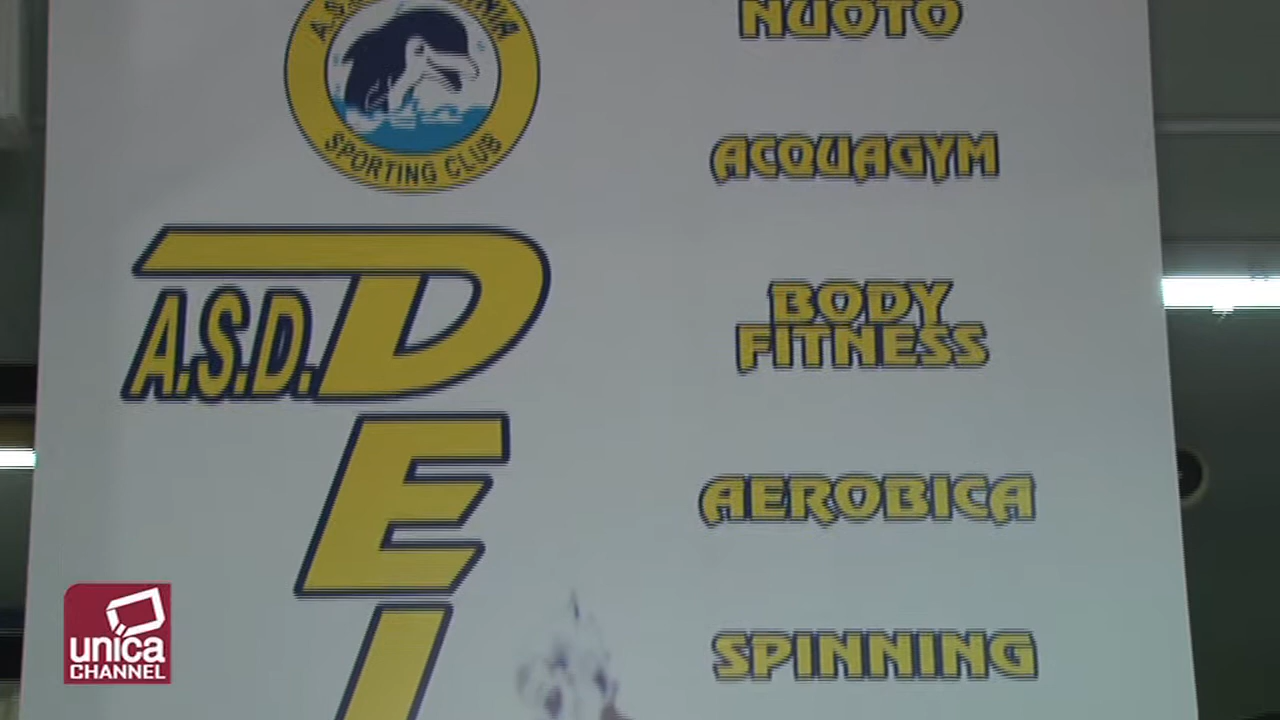 SPORTING CLUB
A.S.D.
D
E
I
NUOTO
ACQUAGYM
BODY
FITNESS
AEROBICA
SPINNING
unica
CHANNEL